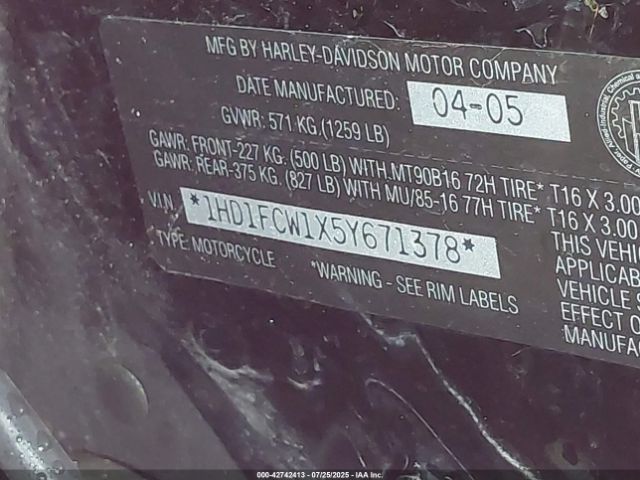 MFG BY HARLEY-DAVIDSON MOTOR COMPANY
DATE MANUFACTURED: 04-05
GVWR: 571 KG.(1259 LB)
GAWR: FRONT-227 KG. (500 LB) WITH MT90B16 72H TIRE* T16 X 3.00
GAWR: REAR-375 KG. (827 LB) WITH MU/85-16 77H TIRE* T16 X 3.00
V.I.N *1HD1FCW1X5Y671378*
THIS VEHI
TYPE: MOTORCYCLE
APPLICAB
*WARNING - SEE RIM LABELS
VEHICLE S
EFFECT O
MANUFAC
000-42742413 - 07/25/2025 - IAA Inc.